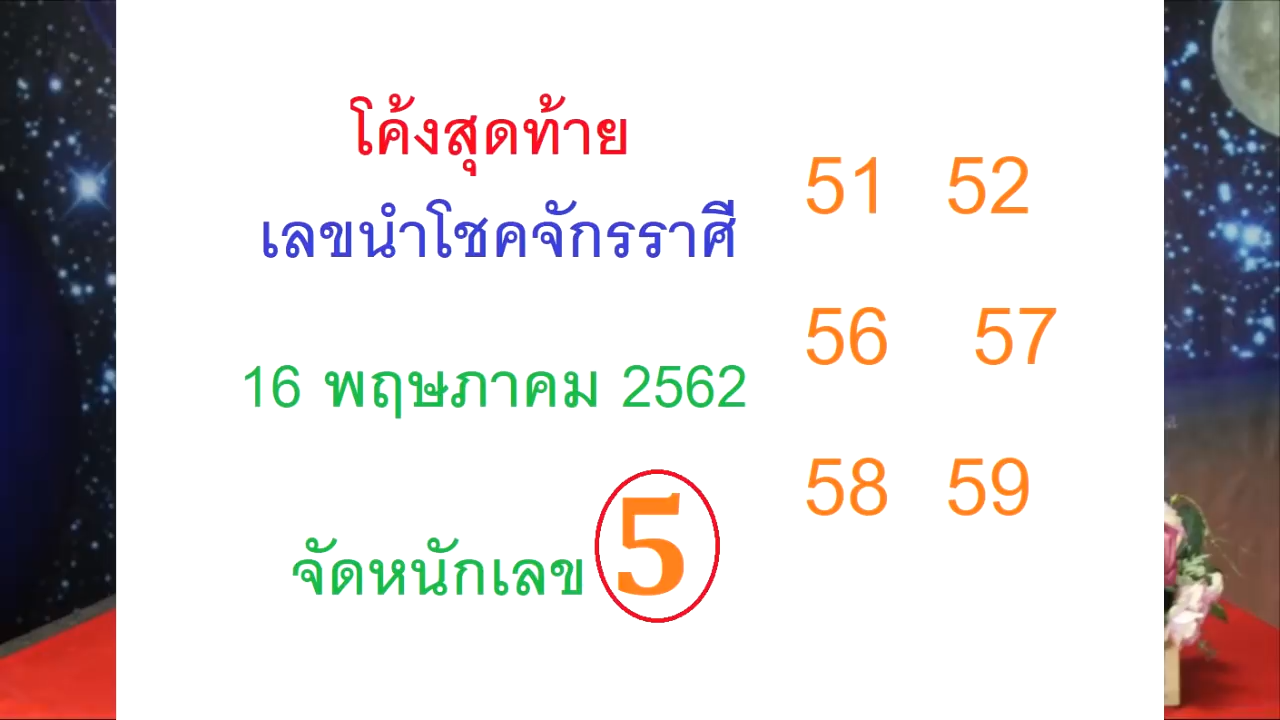 โค้งสุดท้าย
เลขนำโชคจักรราศี
16 พฤษภาคม 2562
จัดหนักเลข 5
51 52
56 57
58 59